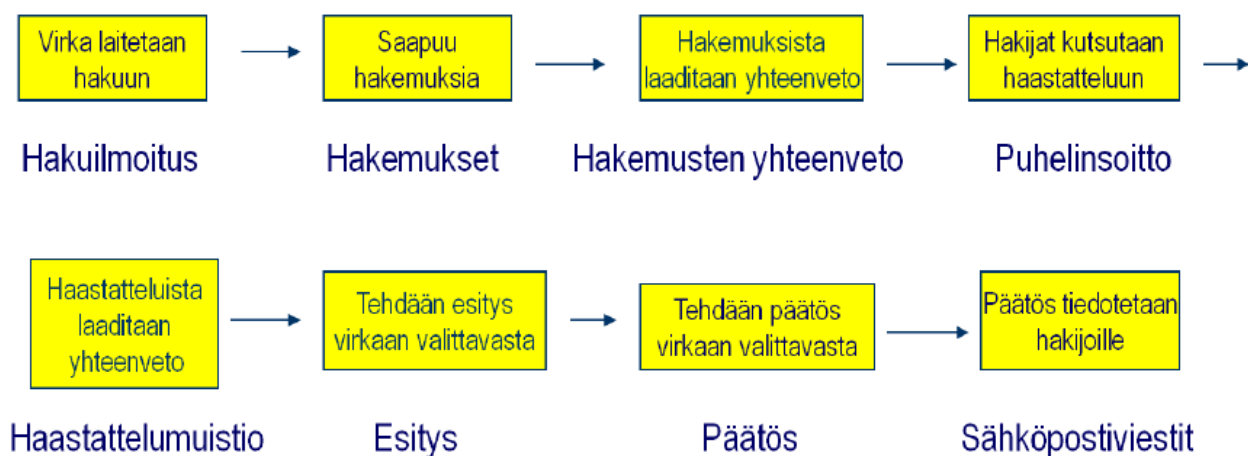 Virka laitetaan
hakuun
Saapuu
hakemuksia
Hakemuksista
laaditaan yhteenveto
Hakijat kutsutaan
haastatteluun
Hakuilmoitus
Hakemukset
Hakemusten yhteenveto
Puhelinsoitto
Haastatteluista
laaditaan
yhteenveto
Tehdään esitys
virkaan valittavasta
Tehdään päätös
virkaan valittavasta
Päätös tiedotetaan
hakijoille
Haastattelumuistio
Esitys
Päätös
Sähköpostiviestit